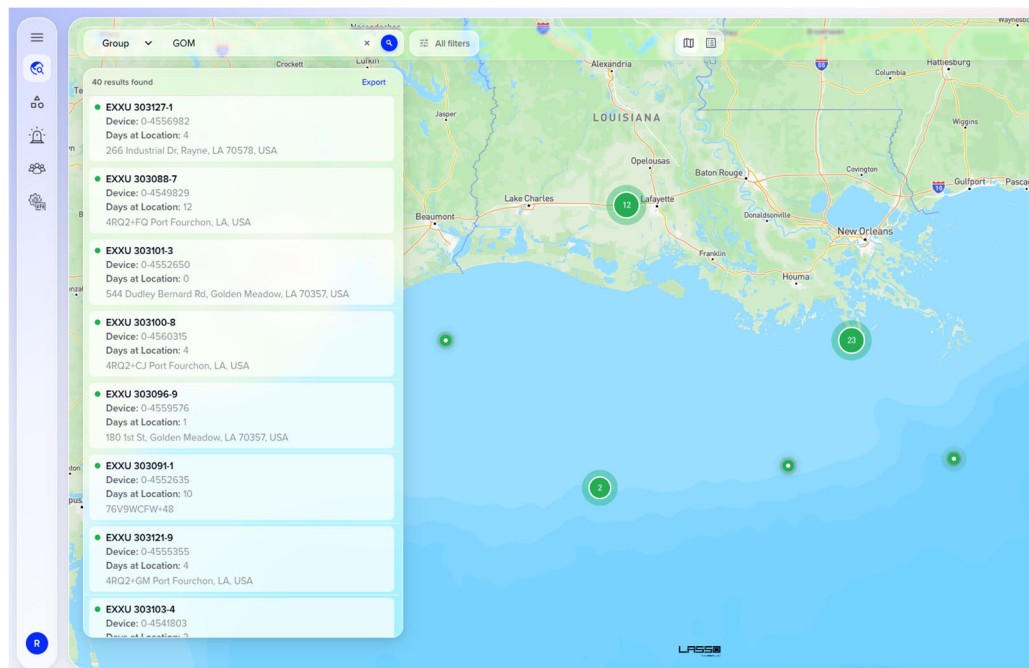 Group
GOM
All filters
40 results found
Export
EXXU 303127-1
Device: 0-4556982
Days at Location: 4
266 Industrial Dr, Rayne, LA 70578, USA
EXXU 303088-7
Device: 0-4549829
Days at Location: 12
4RQ2+FQ Port Fourchon, LA, USA
EXXU 303101-3
Device: 0-4552650
Days at Location: 0
544 Dudley Bernard Rd, Golden Meadow, LA 70357, USA
EXXU 303100-8
Device: 0-4560315
Days at Location: 4
4RQ2+CJ Port Fourchon, LA, USA
EXXU 303096-9
Device: 0-4559576
Days at Location: 1
180 1st St, Golden Meadow, LA 70357, USA
EXXU 303091-1
Device: 0-4552635
Days at Location: 10
76V9WCFW+48
EXXU 303121-9
Device: 0-4555355
Days at Location: 4
4RQ2+GM Port Fourchon, LA, USA
EXXU 303103-4
Device: 0-4541803
Days at Location: 3
R
Crockett
Lufkin
Alexandria
Hattiesburg
Columbia
Jasper
LOUISIANA
Wiggins
Opelousas
Baton Rouge
Covington
10
Gulfport
Lake Charles
12
Lafayette
Beaumont
Donaldsonville
New Orleans
Franklin
Houma
23
2
LASSO